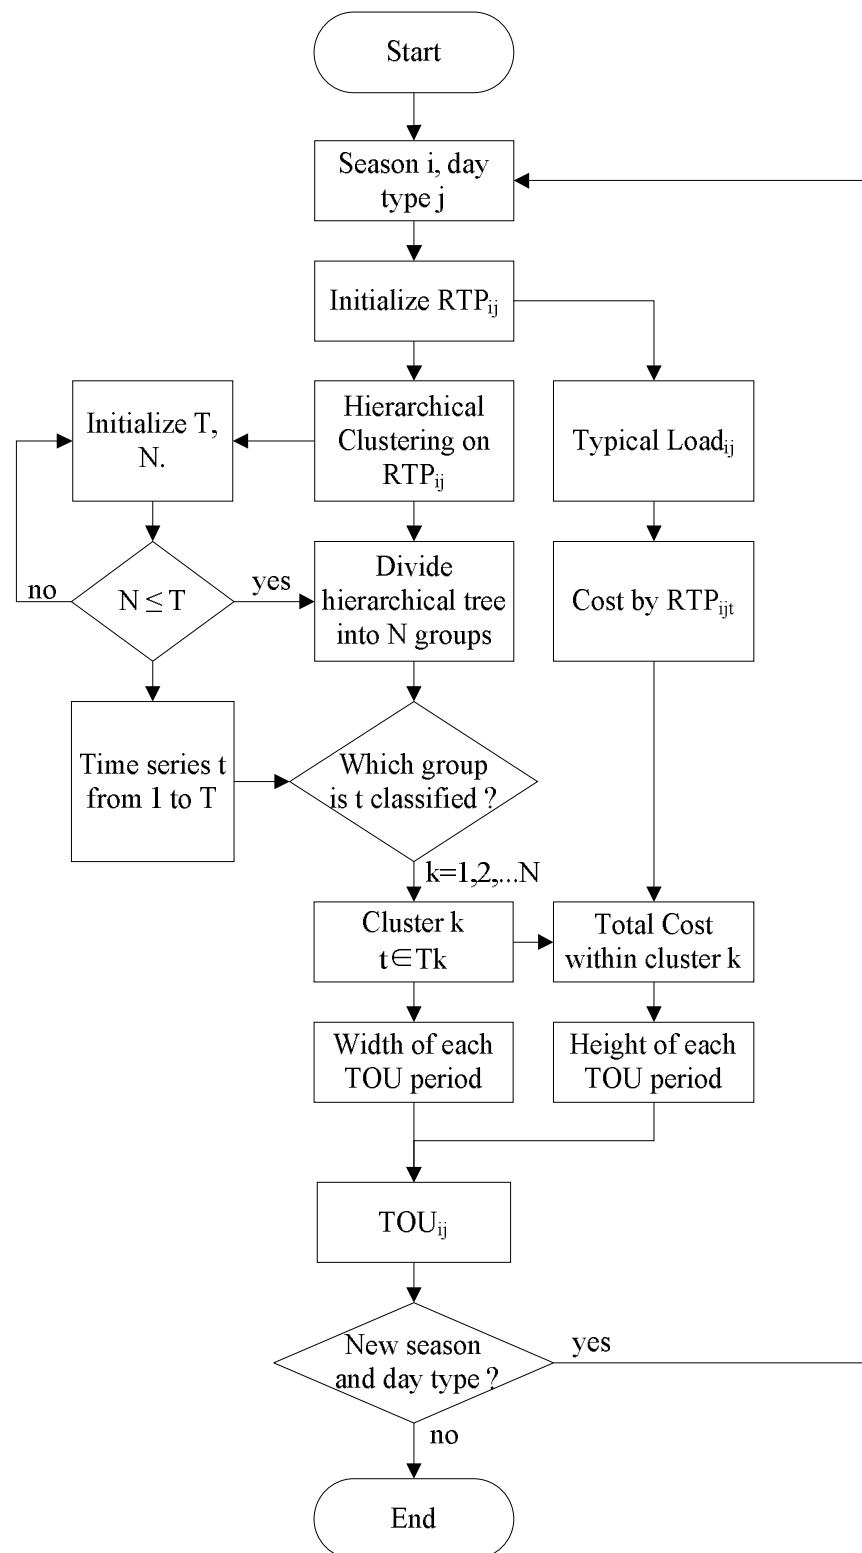 Start
Season i, day
type j
Initialize RTPij
Initialize T,
N.
Hierarchical
Clustering on
RTPij
Typical Loadij
no
N ≤ T
yes
Divide
hierarchical tree
into N groups
Cost by RTPijt
Time series t
from 1 to T
Which group
is t classified ?
k=1,2,...N
Cluster k
t∈Tk
Total Cost
within cluster k
Width of each
TOU period
Height of each
TOU period
TOUij
New season
and day type ?
yes
no
End